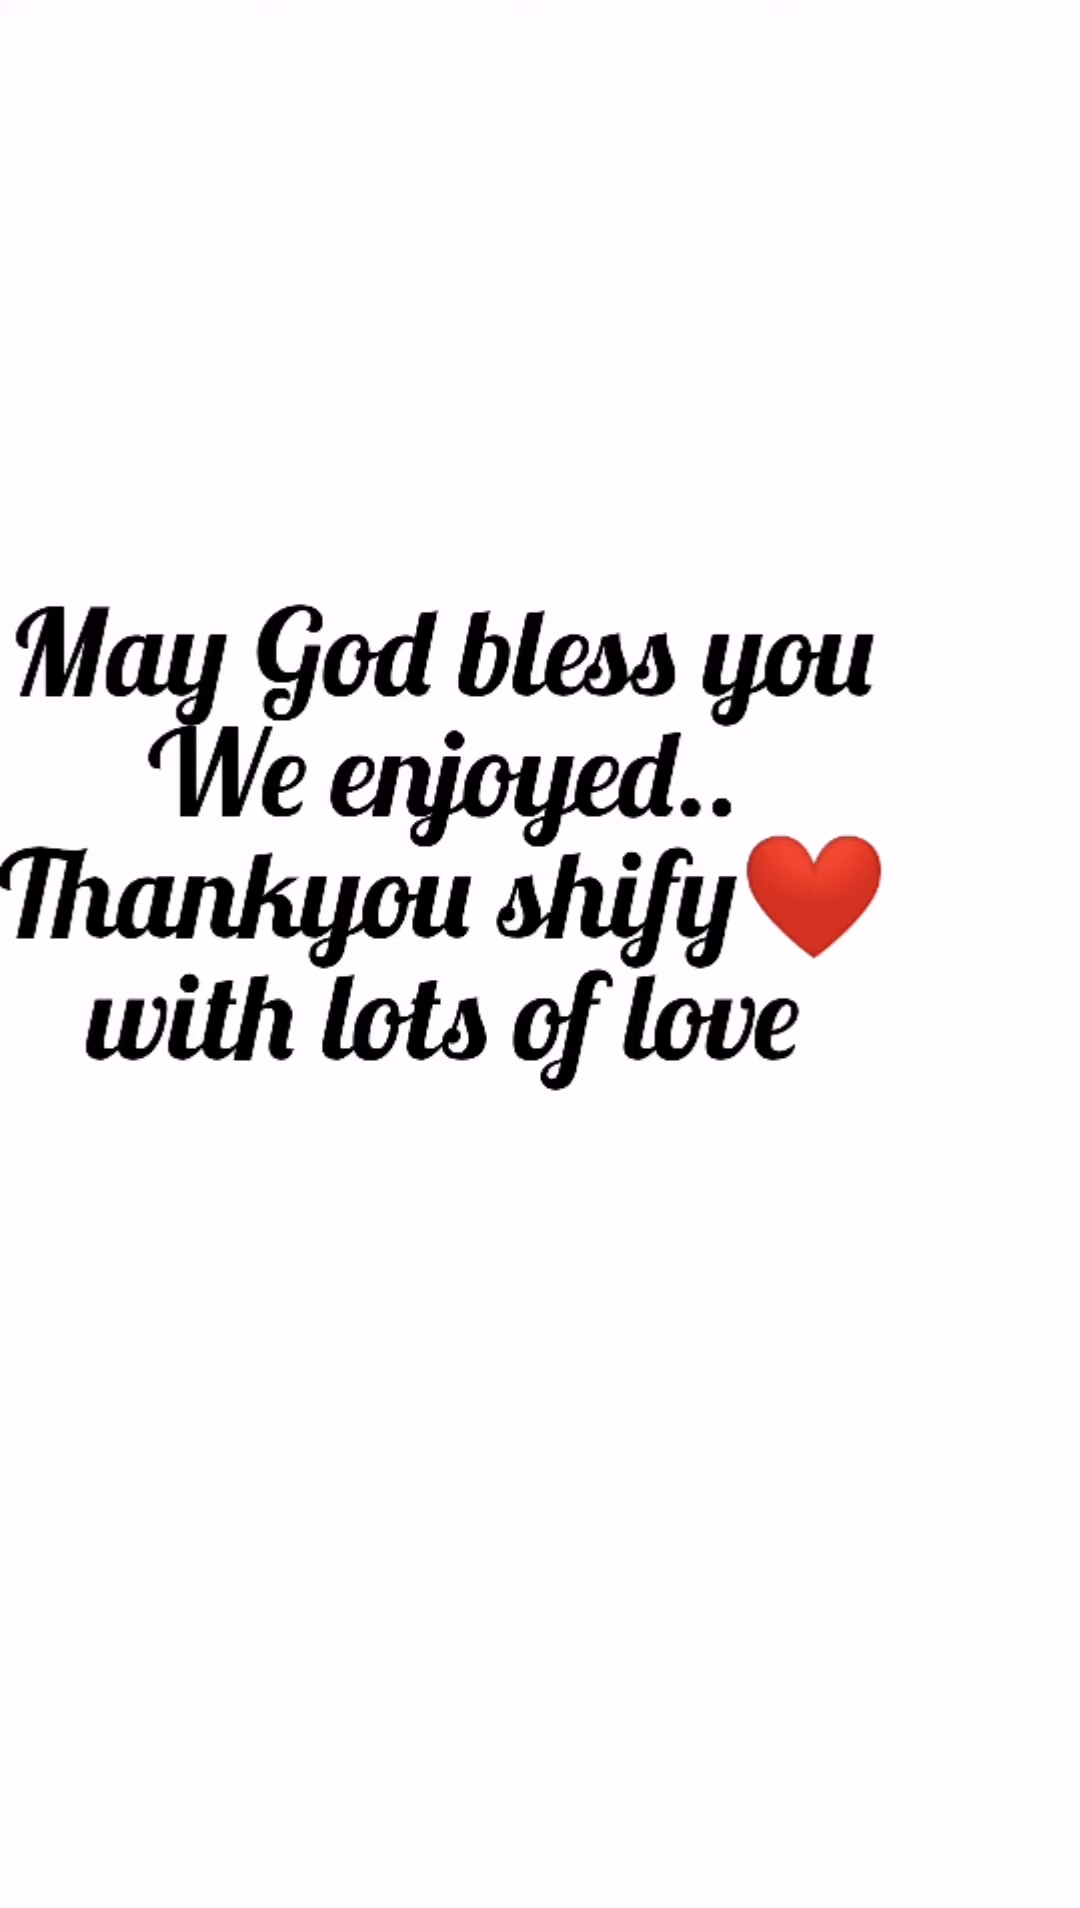 May God bless you
We enjoyed..
Thankyou shify❤️
with lots of love